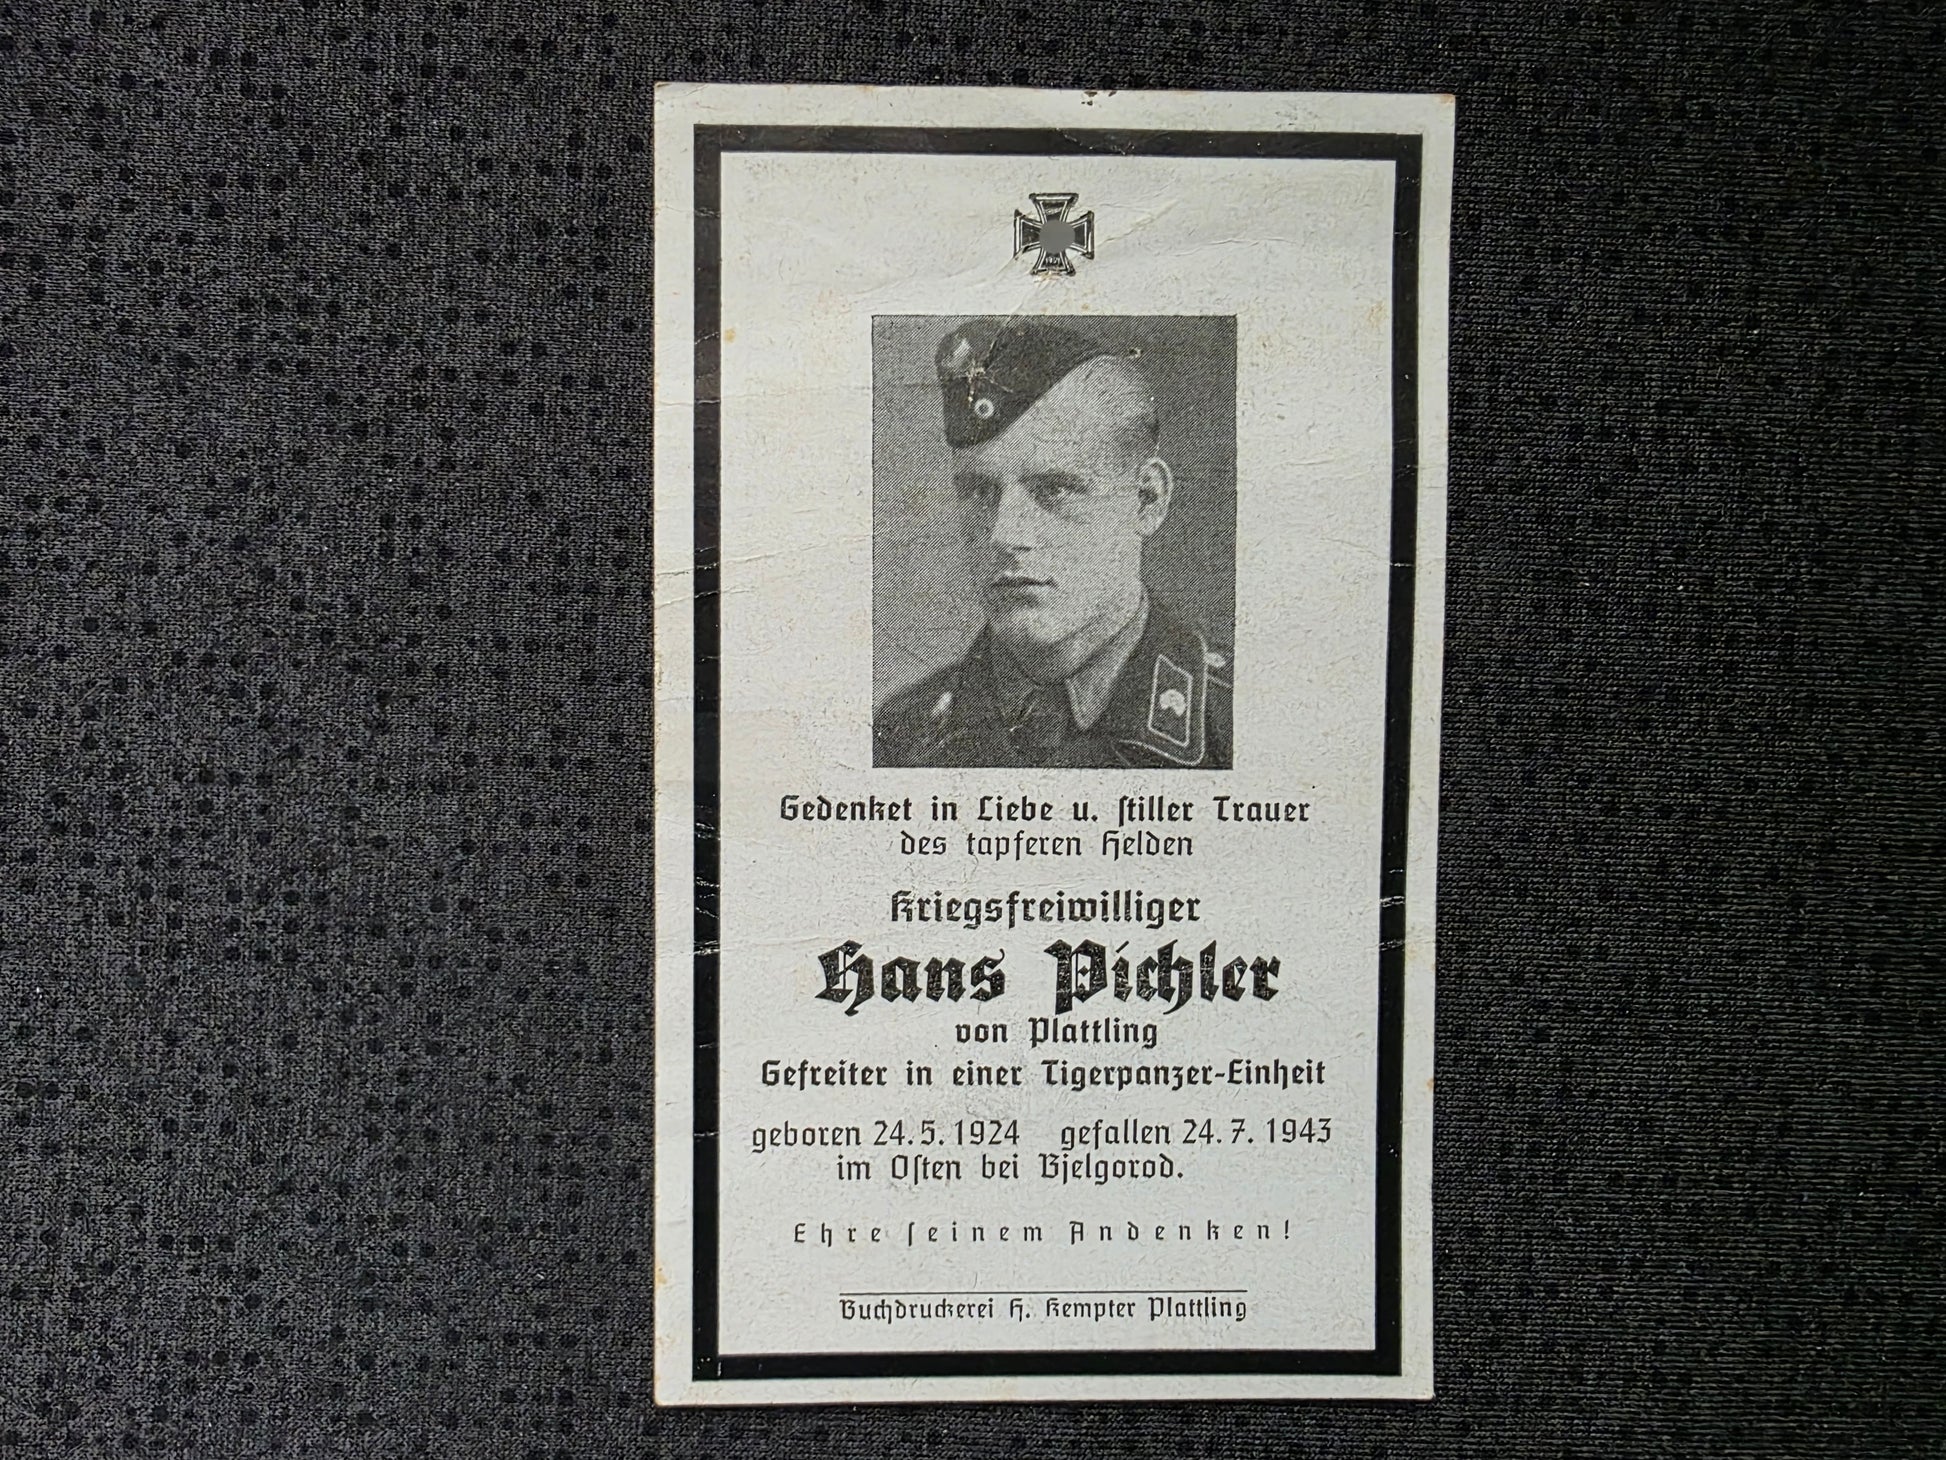 Gedenket in Liebe u. stiller Trauer
des tapferen Helden
Kriegsfreiwilliger
Hans Pichler
von Plattling
Gefreiter in einer Tigerpanzer-Einheit
geboren 24.5.1924 gefallen 24.7.1943
im Osten bei Bjelgorod.
Ehre seinem Andenken!
Buchdruckerei H. Kempter Plattling